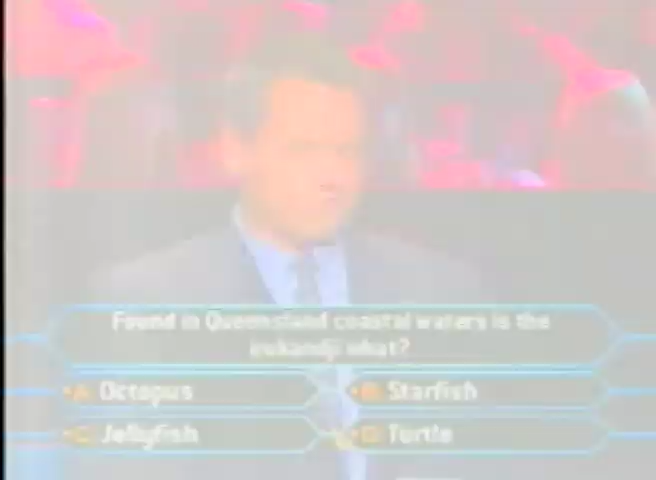 Found in Queensland coastal waters is the
irukandji what?
A: Octopus
B: Starfish
C: Jellyfish
D: Turtle